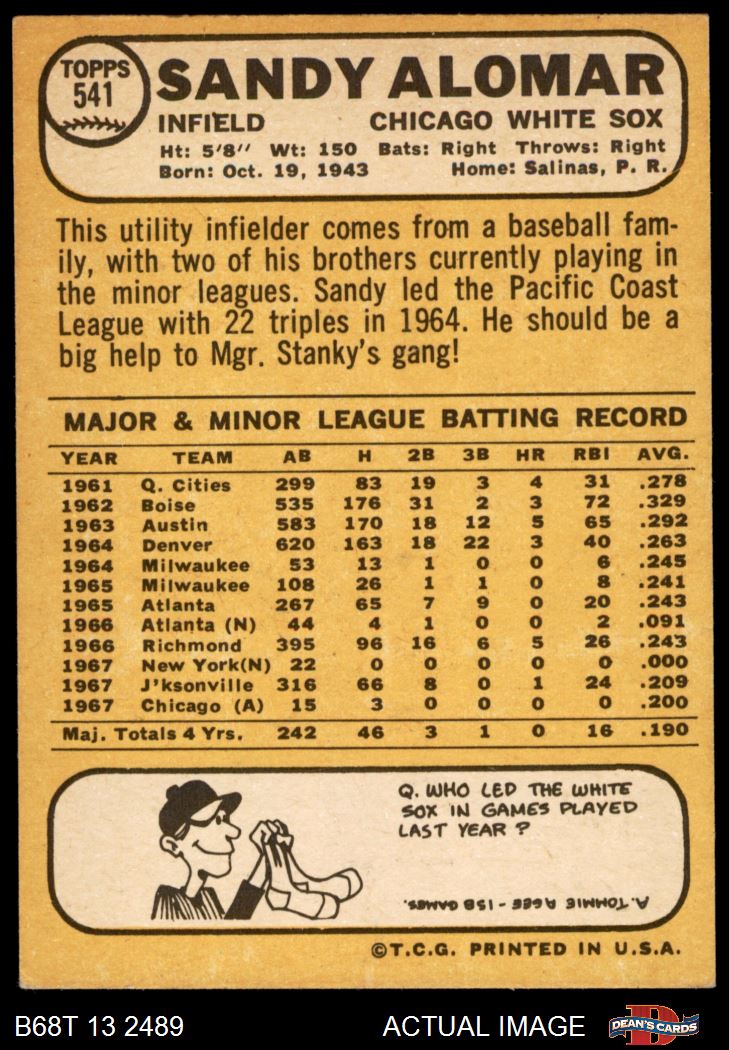 TOPPS
541
SANDY ALOMAR
INFIELD CHICAGO WHITE SOX
Ht: 5'8" Wt: 150 Bats: Right Throws: Right
Born: Oct. 19, 1943 Home: Salinas, P. R.
This utility infielder comes from a baseball fam-
ily, with two of his brothers currently playing in
the minor leagues. Sandy led the Pacific Coast
League with 22 triples in 1964. He should be a
big help to Mgr. Stanky's gang!
MAJOR & MINOR LEAGUE BATTING RECORD
YEAR TEAM AB H 2B 3B HR RBI AVG.
1961 Q. Cities 299 83 19 3 4 31 .278
1962 Boise 535 176 31 2 3 72 .329
1963 Austin 583 170 18 12 5 65 .292
1964 Denver 620 163 18 22 3 40 .263
1964 Milwaukee 53 13 1 0 0 6 .245
1965 Milwaukee 108 26 1 1 0 8 .241
1965 Atlanta 267 65 7 9 0 20 .243
1966 Atlanta (N) 44 4 1 0 0 2 .091
1966 Richmond 395 96 16 6 5 26 .243
1967 New York(N) 22 0 0 0 0 0 .000
1967 J'ksonville 316 66 8 0 1 24 .209
1967 Chicago (A) 15 3 0 0 0 0 .200
Maj. Totals 4 Yrs. 242 46 3 1 0 16 .190
Q. WHO LED THE WHITE
SOX IN GAMES PLAYED
LAST YEAR ?
A. TOMMIE AGEE - 158 GAMES.
©T.C.G. PRINTED IN U.S.A.
B68T 13 2489 ACTUAL IMAGE
D
DEAN'S CARDS